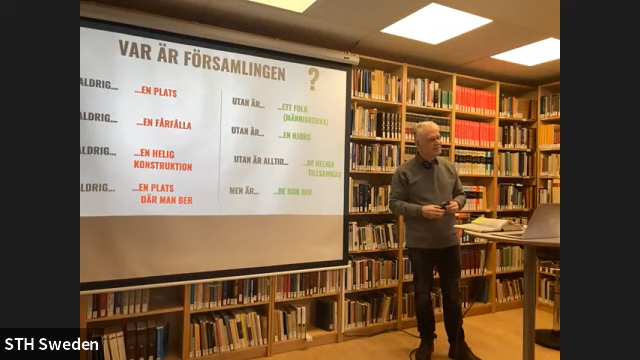 VAR ÄR FÖRSAMLINGEN ?
ALDRIG... ...EN PLATS
ALDRIG... ...EN FÅRFÅLLA
ALDRIG... ...EN HELIG
KONSTRUKTION
ALDRIG... ...EN PLATS
DÄR MAN BER
UTAN ÄR... ...ETT FOLK
(MÄNNISKORNA)
UTAN ÄR... ...EN HJORD
UTAN ÄR ALLTID... ...DE HELIGA
TILLSAMMANS
MEN ÄR... ...DE SOM BER
STH Sweden